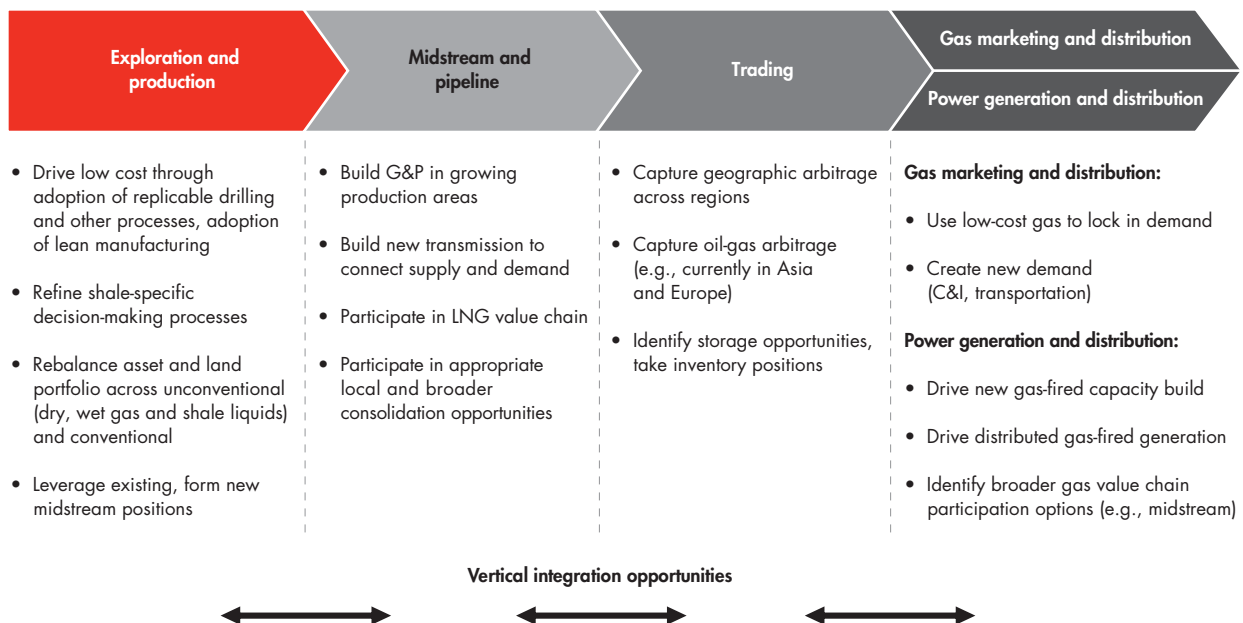 Exploration and
production
Midstream and
pipeline
Trading
Gas marketing and distribution
Power generation and distribution
• Drive low cost through
adoption of replicable drilling
and other processes, adoption
of lean manufacturing
• Refine shale-specific
decision-making processes
• Rebalance asset and land
portfolio across unconventional
(dry, wet gas and shale liquids)
and conventional
• Leverage existing, form new
midstream positions
• Build G&P in growing
production areas
• Build new transmission to
connect supply and demand
• Participate in LNG value chain
• Participate in appropriate
local and broader
consolidation opportunities
• Capture geographic arbitrage
across regions
• Capture oil-gas arbitrage
(e.g., currently in Asia
and Europe)
• Identify storage opportunities,
take inventory positions
Gas marketing and distribution:
• Use low-cost gas to lock in demand
• Create new demand
(C&I, transportation)
Power generation and distribution:
• Drive new gas-fired capacity build
• Drive distributed gas-fired generation
• Identify broader gas value chain
participation options (e.g., midstream)
Vertical integration opportunities